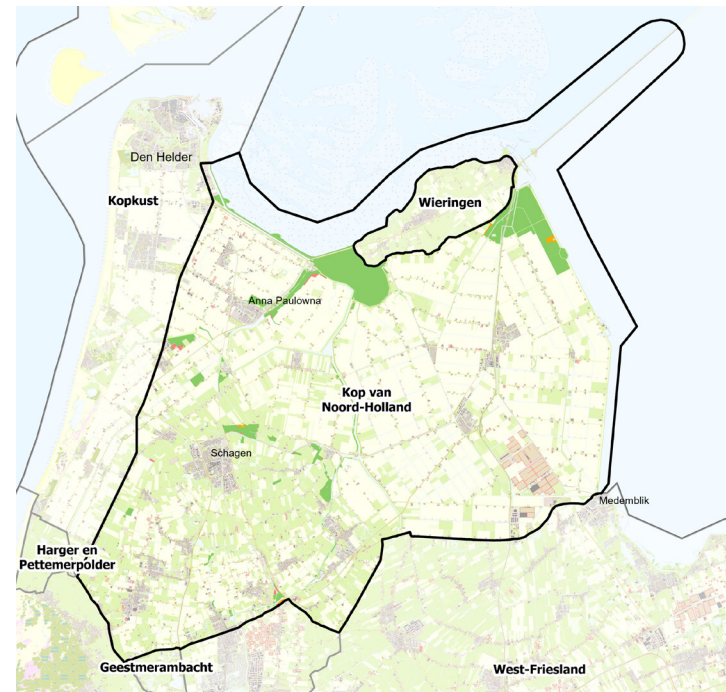 Den Helder
Kopkust
Wieringen
Anna Paulowna
Kop van
Noord-Holland
Schagen
Medemblik
Harger en
Pettemerpolder
Geestmerambacht
West-Friesland